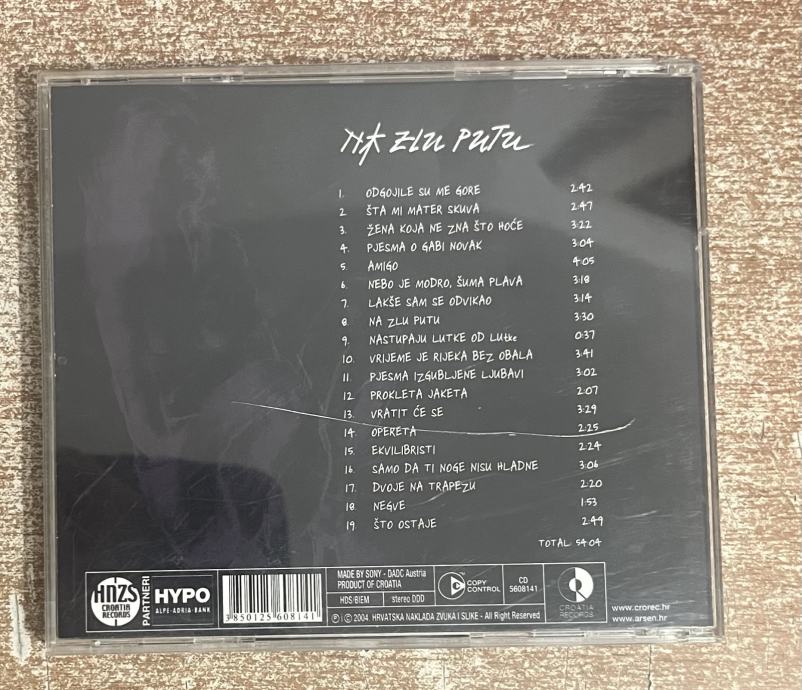 NA ZLU PUTU
1. ODGOJILE SU ME GORE 2:42
2. ŠTA MI MATER SKUVA 2:47
3. ŽENA KOJA NE ZNA ŠTO HOĆE 3:22
4. PJESMA O GABI NOVAK 3:04
5. AMIGO 4:05
6. NEBO JE MODRO, ŠUMA PLAVA 3:18
7. LAKŠE SAM SE ODVIKAO 3:14
8. NA ZLU PUTU 3:30
9. NASTUPAJU LUTKE OD LUtke 0:37
10. VRIJEME JE RIJEKA BEZ OBALA 3:41
11. PJESMA IZGUBLJENE LJUBAVI 3:02
12. PROKLETA JAKETA 2:07
13. VRATIT ĆE SE 3:29
14. OPERETA 2:25
15. EKVILIBRISTI 2:24
16. SAMO DA TI NOGE NISU HLADNE 3:06
17. DVOJE NA TRAPEZU 2:20
18. NEGVE 1:53
19. ŠTO OSTAJE 2:49
TOTAL 54:04
HNZS
CROATIA
RECORDS
PARTNERI
HYPO
ALPE-ADRIA-BANK
3 850125 608141
MADE BY SONY - DADC Austria
PRODUCT OF CROATIA
HDS/BIEM stereo DDD
Ⓟ | Ⓒ 2004. HRVATSKA NAKLADA ZVUKA I SLIKE - All Right Reserved
COPY
CONTROL
CD
5608141
CROATIA
RECORDS
www.crorec.hr
www.arsen.hr